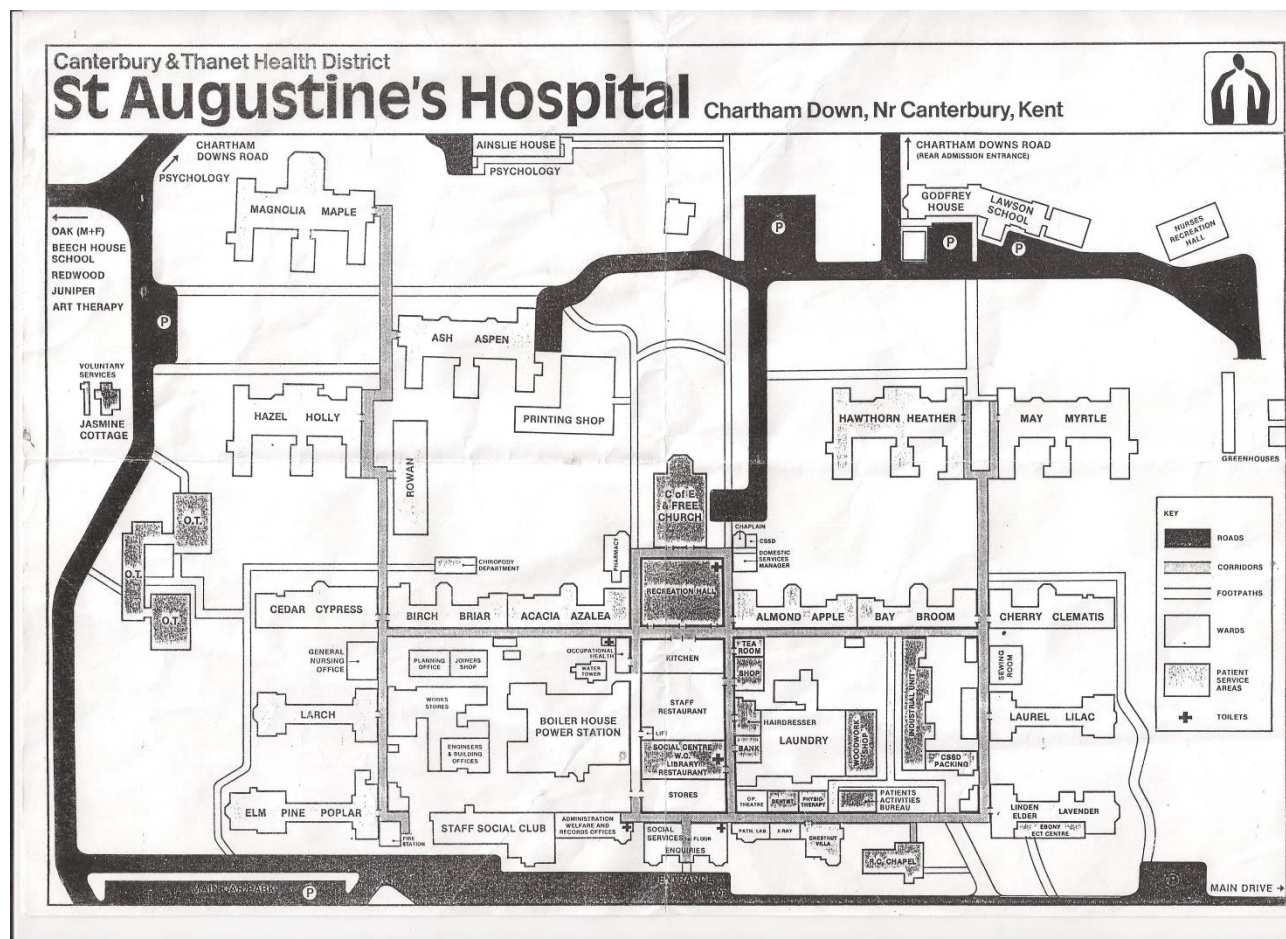 Canterbury & Thanet Health District
St Augustine's Hospital Chartham Down, Nr Canterbury, Kent
CHARTHAM
DOWNS ROAD
PSYCHOLOGY
AINSLIE HOUSE
PSYCHOLOGY
CHARTHAM DOWNS ROAD
(REAR ADMISSION ENTRANCE)
GODFREY
HOUSE
LAWSON
SCHOOL
NURSES
RECREATION
HALL
MAGNOLIA MAPLE
OAK (M+F)
BEECH HOUSE
SCHOOL
REDWOOD
JUNIPER
ART THERAPY
P
P
P
P
ASH ASPEN
PRINTING SHOP
VOLUNTARY
SERVICES
JASMINE
COTTAGE
HAZEL HOLLY
ROWAN
HAWTHORN HEATHER
MAY MYRTLE
GREENHOUSES
C of E
& FREE
CHURCH
CHAPLAIN
CSSD
DOMESTIC
SERVICES
MANAGER
PHARMACY
CHIROPODY
DEPARTMENT
O.T.
O.T.
O.T.
KEY
ROADS
CORRIDORS
FOOTPATHS
WARDS
PATIENT
SERVICE
AREAS
TOILETS
CEDAR CYPRESS
BIRCH BRIAR
ACACIA AZALEA
RECREATION HALL
ALMOND APPLE
BAY BROOM
CHERRY CLEMATIS
GENERAL
NURSING
OFFICE
PLANNING
OFFICE
JOINERS
SHOP
OCCUPATIONAL
HEALTH
WATER
TOWER
KITCHEN
TEA
ROOM
SHOP
SEWING
ROOM
INDUSTRIAL UNIT
LARCH
WORKS
STORES
BOILER HOUSE
POWER STATION
STAFF
RESTAURANT
LIFT
HAIRDRESSER
BANK
LAUNDRY
WOODWORK
SHOP
LAUREL LILAC
ENGINEERS
& BUILDING
OFFICES
SOCIAL CENTRE
W.C.
LIBRARY
RESTAURANT
CSSD
PACKING
STORES
OP.
THEATRE
DENTIST
PHYSIO-
THERAPY
PATIENTS
ACTIVITIES
BUREAU
ELM PINE POPLAR
FIRE
STATION
STAFF SOCIAL CLUB
ADMINISTRATION
WELFARE AND
RECORDS OFFICES
SOCIAL
SERVICES
FLOOR
ENQUIRIES
PATH. LAB.
X-RAY
CHESTNUT
VILLA
R.C. CHAPEL
LINDEN
ELDER
LAVENDER
EBONY
ECT CENTRE
MAIN CAR PARK
P
ENTRANCE
P
MAIN DRIVE